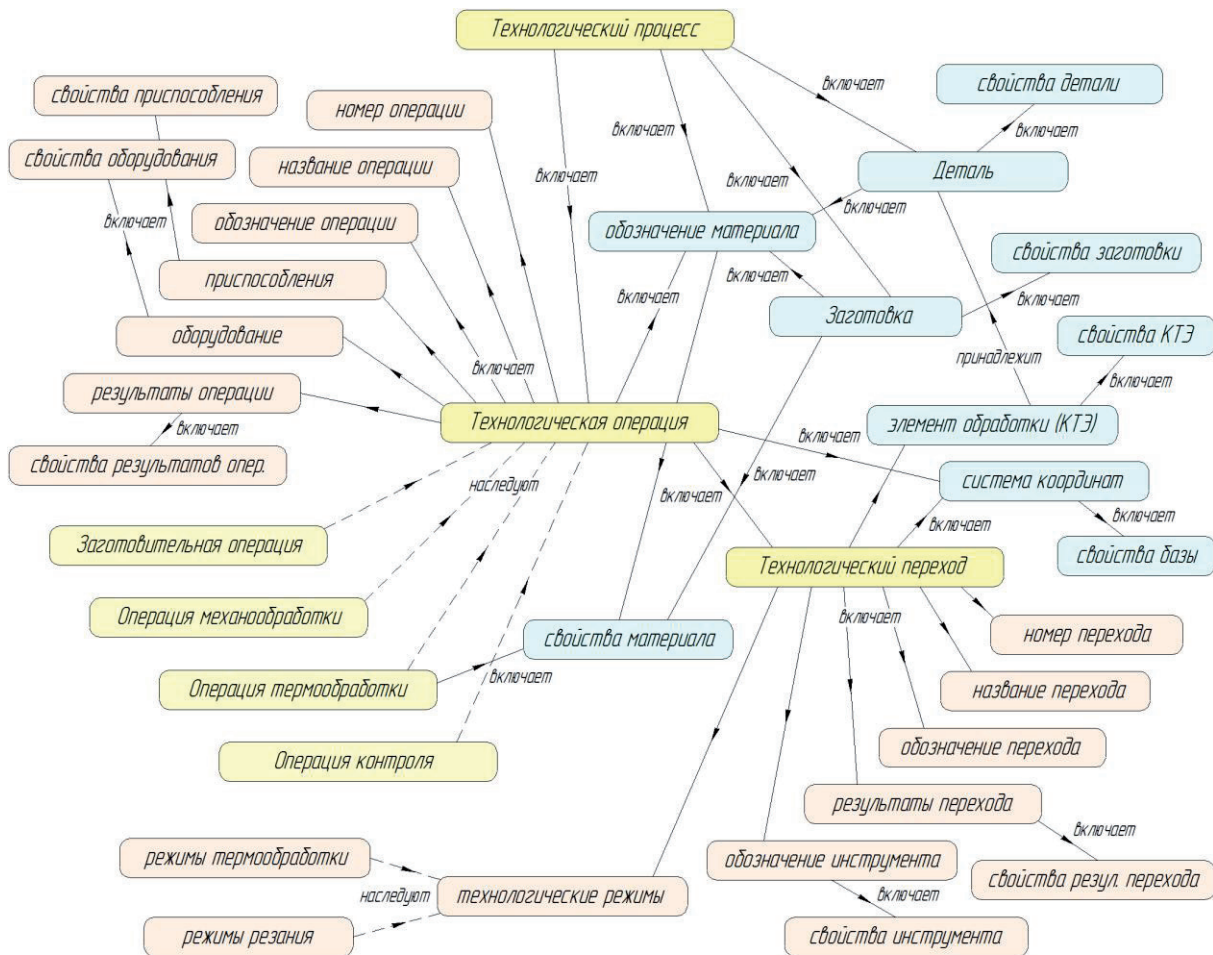 Технологический процесс
свойства приспособления
включает
свойства детали
номер операции
включает
включает
свойства оборудования
название операции
включает
включает
Деталь
включает
включает
обозначение операции
обозначение материала
свойства заготовки
приспособления
включает
включает
включает
оборудование
Заготовка
свойства КТЭ
включает
принадлежит
включает
результаты операции
Технологическая операция
элемент обработки (КТЭ)
включает
включает
свойства результатов опер.
включает
система координат
наследуют
включает
включает
включает
Заготовительная операция
Технологический переход
свойства базы
Операция механообработки
включает
номер перехода
свойства материала
включает
Операция термообработки
название перехода
Операция контроля
обозначение перехода
результаты перехода
включает
режимы термообработки
обозначение инструмента
свойства резул. перехода
наследуют
технологические режимы
включает
режимы резания
свойства инструмента